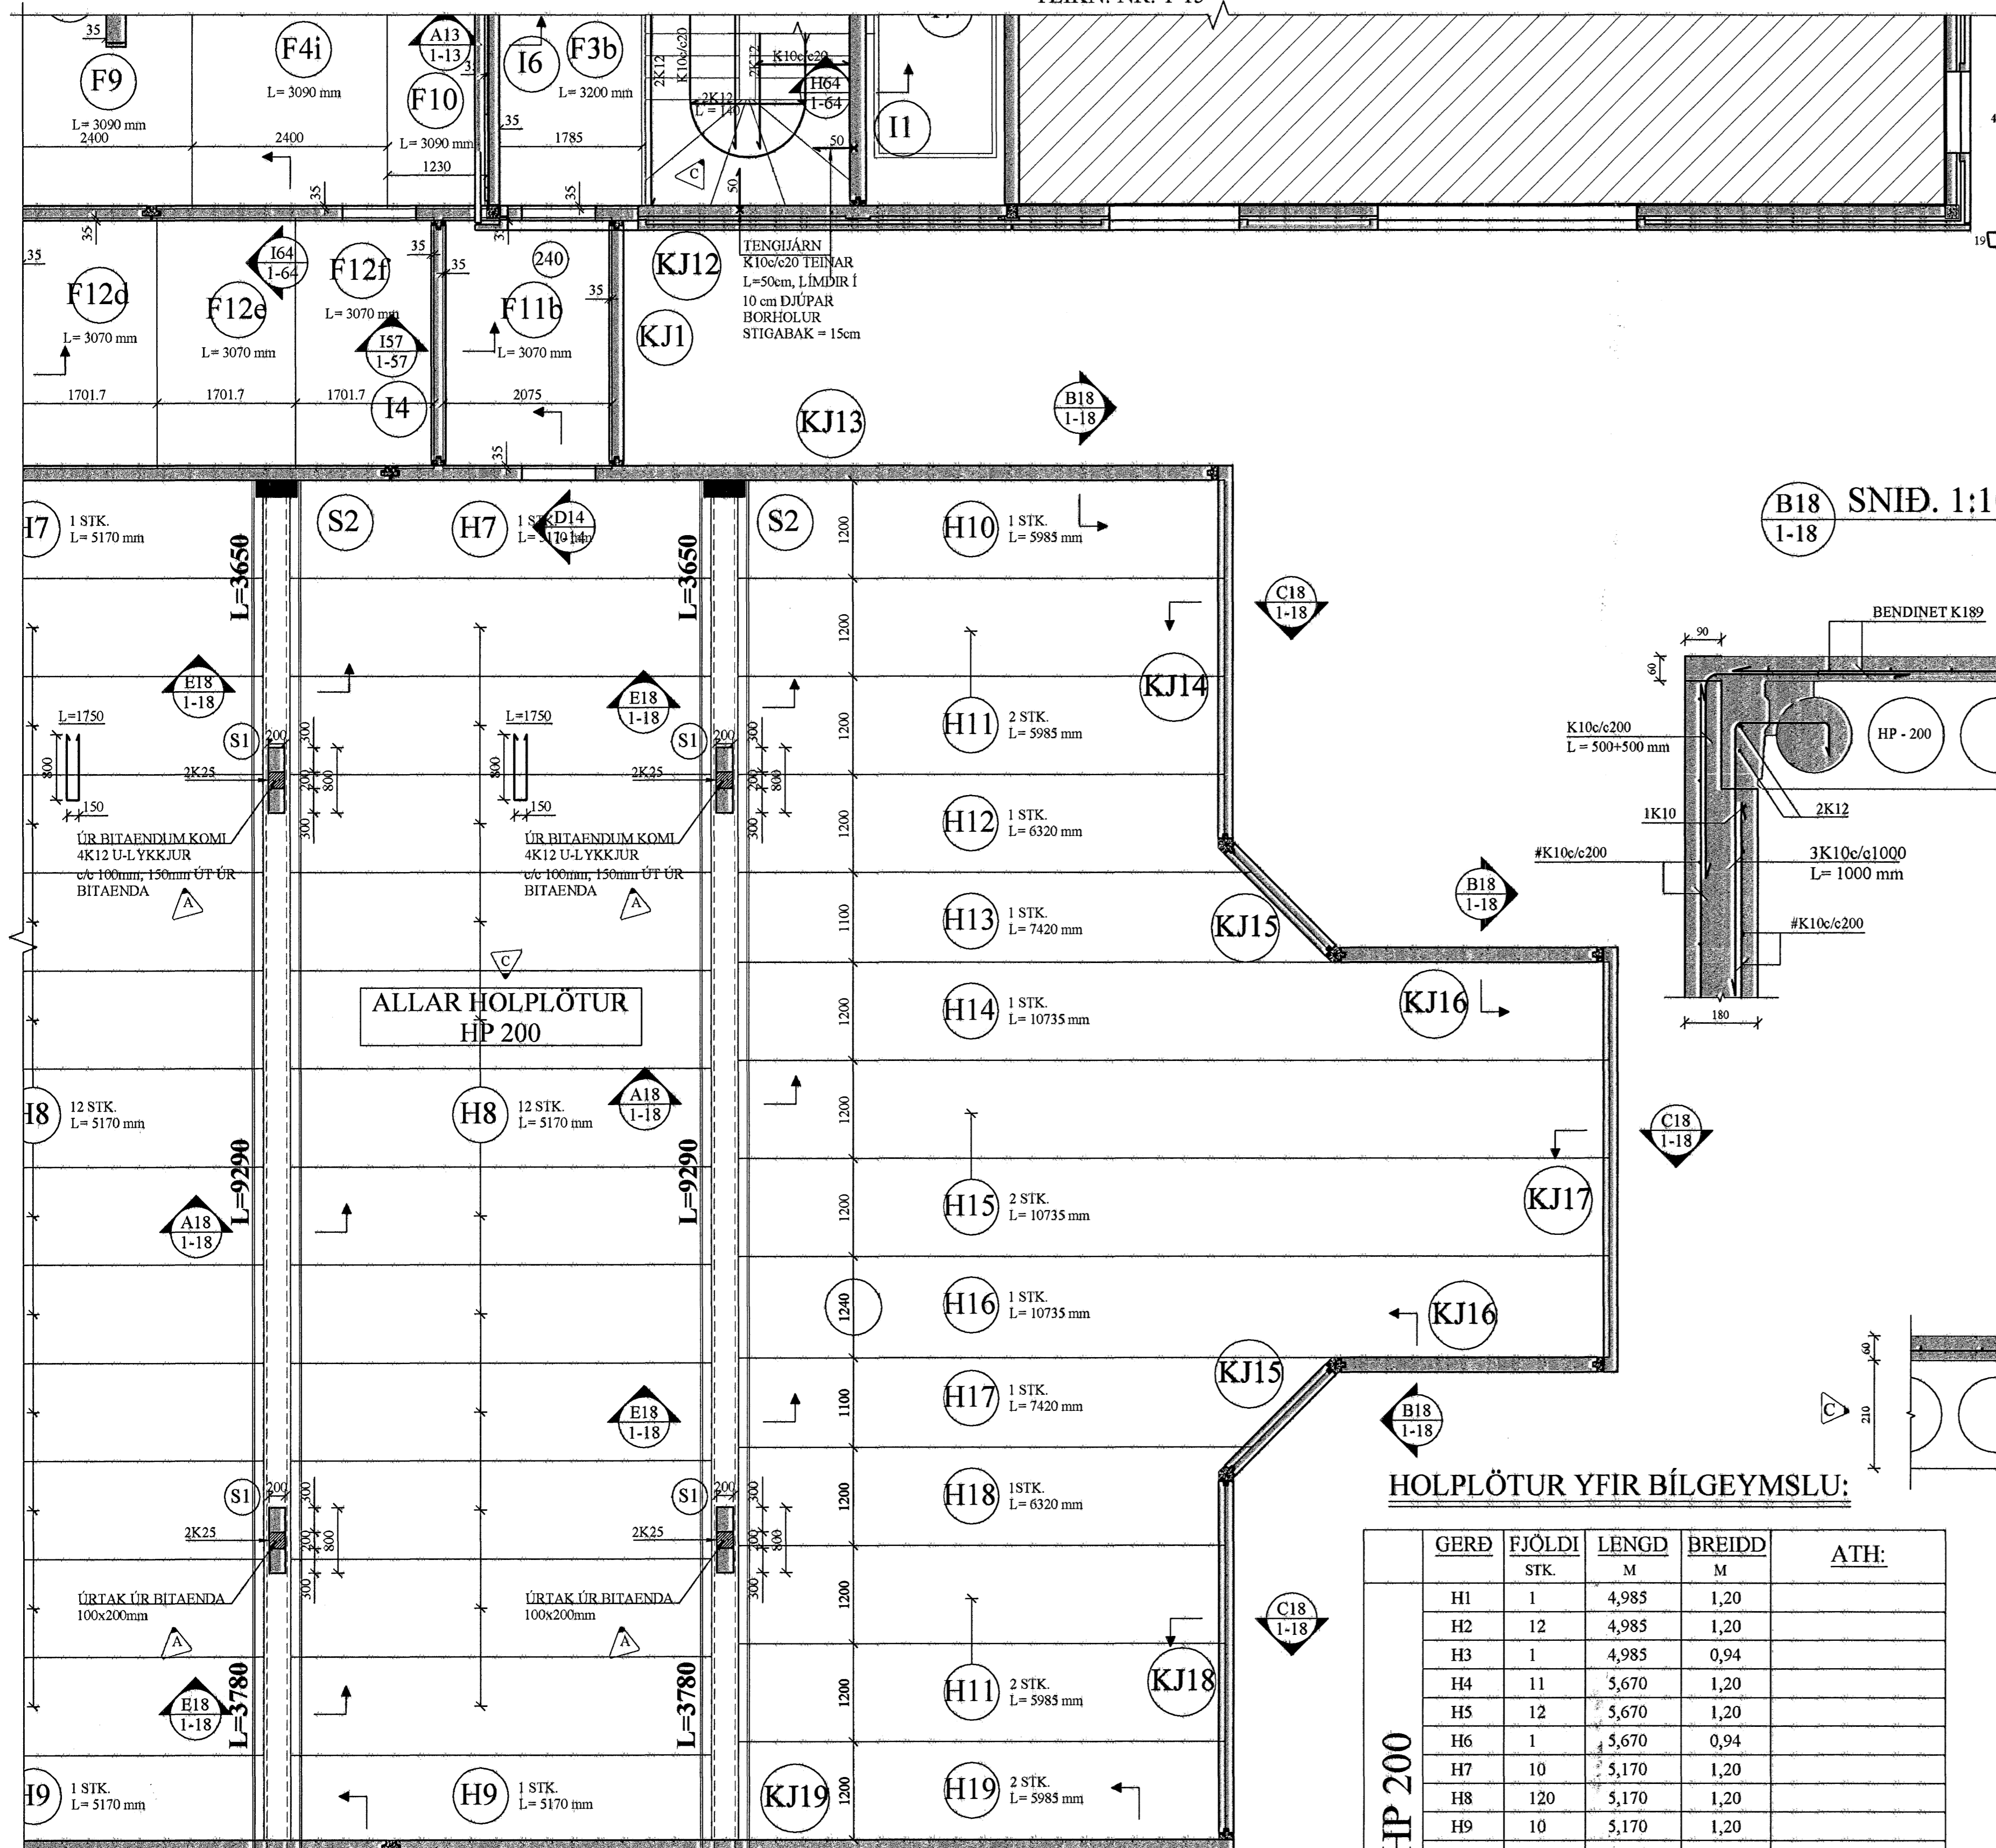 35
F9
L= 3090 mm
2400
F4i
L= 3090 mm
2400
A13
1-13
F10
L= 3090 mm
1230
35
I6
F3b
L= 3200 mm
35
1785
35
35
2K12
K10c/c20
2K12
K10c/c20
2K12
H64
1-64
50
50
C
I1
35
35
F12d
L= 3070 mm
1701.7
I64
1-64
F12e
L= 3070 mm
1701.7
F12f
L= 3070 mm
1701.7
I57
1-57
I4
35
35
35
240
F11b
L= 3070 mm
35
2075
35
KJ12
KJ1
TENGIJÁRN
K10c/c20 TEINAR
L=50cm, LÍMDIR Í
10 cm DJÚPAR
BORHOLUR
STIGABAK = 15cm
KJ13
B18
1-18
19
H7
1 STK.
L= 5170 mm
L=3650
S2
H7
1 STK.
L= 5170 mm
D14
1-14
L=3650
S2
1200
H10
1 STK.
L= 5985 mm
C18
1-18
1200
KJ14
E18
1-18
E18
1-18
L=1750
800
150
S1
200
300
200
300
800
2K25
L=1750
800
150
S1
200
300
200
300
800
2K25
1200
H11
2 STK.
L= 5985 mm
ÚR BITAENDUM KOMI
4K12 U-LYKKJUR
c/c 100mm, 150mm ÚT ÚR
BITAENDA
A
ÚR BITAENDUM KOMI
4K12 U-LYKKJUR
c/c 100mm, 150mm ÚT ÚR
BITAENDA
A
1200
H12
1 STK.
L= 6320 mm
1100
H13
1 STK.
L= 7420 mm
KJ15
B18
1-18
C
ALLAR HOLPLÖTUR
HP 200
1200
H14
1 STK.
L= 10735 mm
KJ16
H8
12 STK.
L= 5170 mm
H8
12 STK.
L= 5170 mm
A18
1-18
1200
C18
1-18
A18
1-18
L=9290
L=9290
1200
H15
2 STK.
L= 10735 mm
KJ17
1240
H16
1 STK.
L= 10735 mm
KJ16
E18
1-18
1100
H17
1 STK.
L= 7420 mm
KJ15
B18
1-18
S1
200
300
200
300
800
2K25
S1
200
300
200
300
800
2K25
1200
H18
1STK.
L= 6320 mm
ÚRTAK ÚR BITAENDA
100x200mm
A
ÚRTAK ÚR BITAENDA
100x200mm
A
1200
C18
1-18
E18
1-18
L=3780
L=3780
1200
H11
2 STK.
L= 5985 mm
KJ18
H9
1 STK.
L= 5170 mm
H9
1 STK.
L= 5170 mm
KJ19
1200
H19
2 STK.
L= 5985 mm
B18
1-18
SNIÐ. 1:1
BENDINET K189
90
60
K10c/c200
L = 500+500 mm
HP - 200
1K10
2K12
#K10c/c200
3K10c/c1000
L= 1000 mm
#K10c/c200
180
60
210
C
HOLPLÖTUR YFIR BÍLGEYMSLU:
GERÐ FJÖLDI LENGD BREIDD ATH:
STK. M M
HP 200
H1 1 4,985 1,20
H2 12 4,985 1,20
H3 1 4,985 0,94
H4 11 5,670 1,20
H5 12 5,670 1,20
H6 1 5,670 0,94
H7 10 5,170 1,20
H8 120 5,170 1,20
H9 10 5,170 1,20